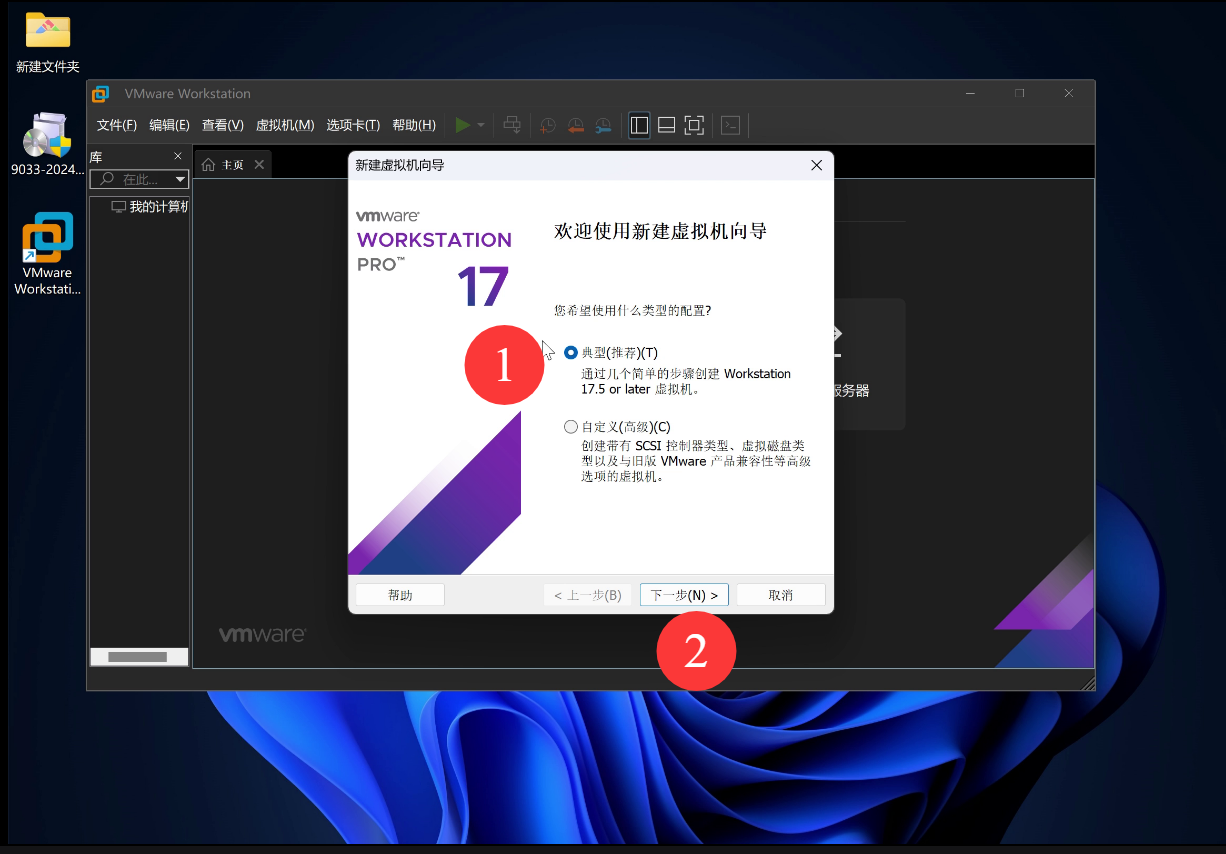 新建文件夹
9033-2024...
VMware
Workstati...
VMware Workstation
文件(F) 编辑(E) 查看(V) 虚拟机(M) 选项卡(T) 帮助(H)
库
在此...
我的计算机
主页
新建虚拟机向导
vmware
WORKSTATION
PRO™
17
欢迎使用新建虚拟机向导
您希望使用什么类型的配置?
1
典型(推荐)(T)
通过几个简单的步骤创建 Workstation
17.5 or later 虚拟机。
自定义(高级)(C)
创建带有 SCSI 控制器类型、虚拟磁盘类
型以及与旧版 VMware 产品兼容性等高级
选项的虚拟机。
服务器
帮助 < 上一步(B) 下一步(N) > 取消
2
vmware